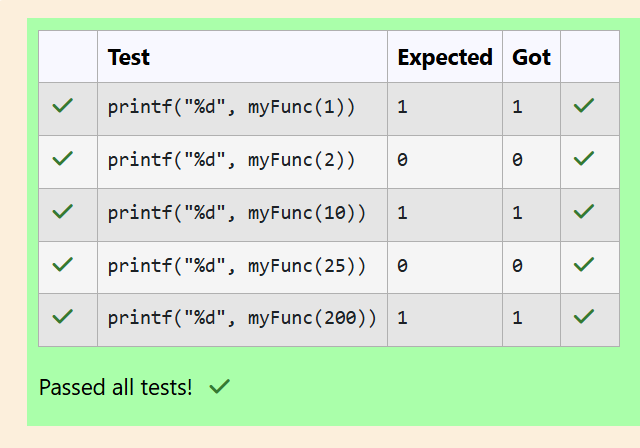 Test Expected Got
printf("%d", myFunc(1)) 1 1
printf("%d", myFunc(2)) 0 0
printf("%d", myFunc(10)) 1 1
printf("%d", myFunc(25)) 0 0
printf("%d", myFunc(200)) 1 1
Passed all tests!